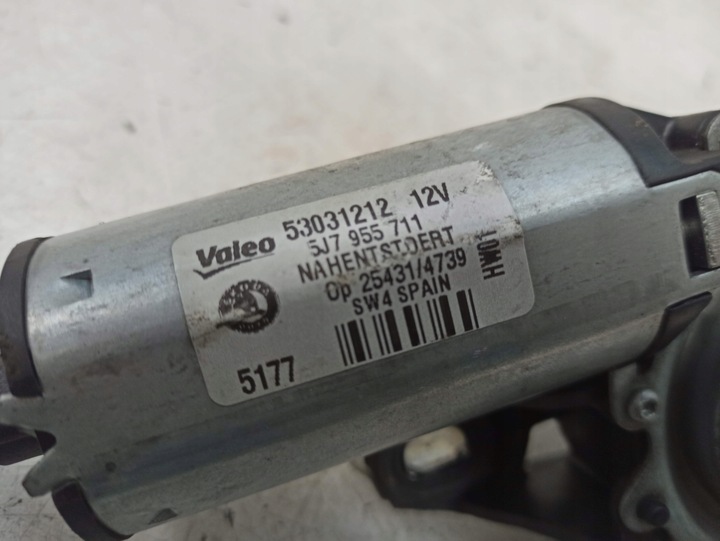 Valeo 53031212 12V
5J7 955 711
NAHENTSTOERT
Op 25431/4739
SW4 SPAIN
HW01
5177